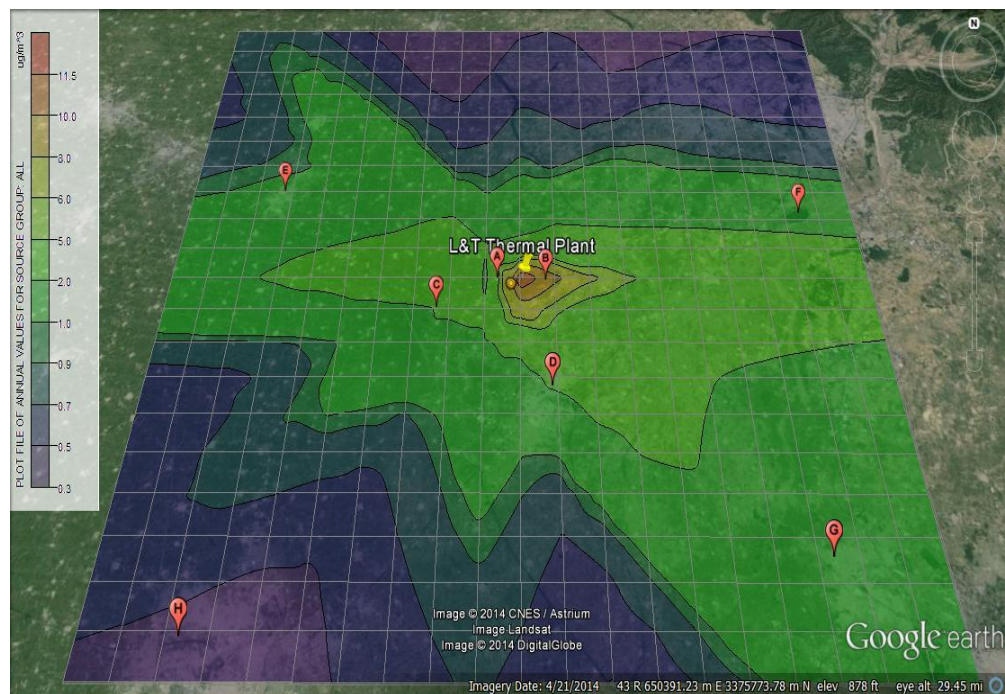 N
ug/m^3
11.5
10.0
8.0
6.0
5.0
2.0
1.0
0.9
0.7
0.5
0.3
PLOT FILE OF ANNUAL VALUES FOR SOURCE GROUP: ALL
E
F
L&T Thermal Plant
A
B
C
D
G
H
Image © 2014 CNES / Astrium
Image Landsat
Image © 2014 DigitalGlobe
Google earth
Imagery Date: 4/21/2014 43 R 650391.23 m E 3375773.78 m N elev 878 ft eye alt 29.45 mi